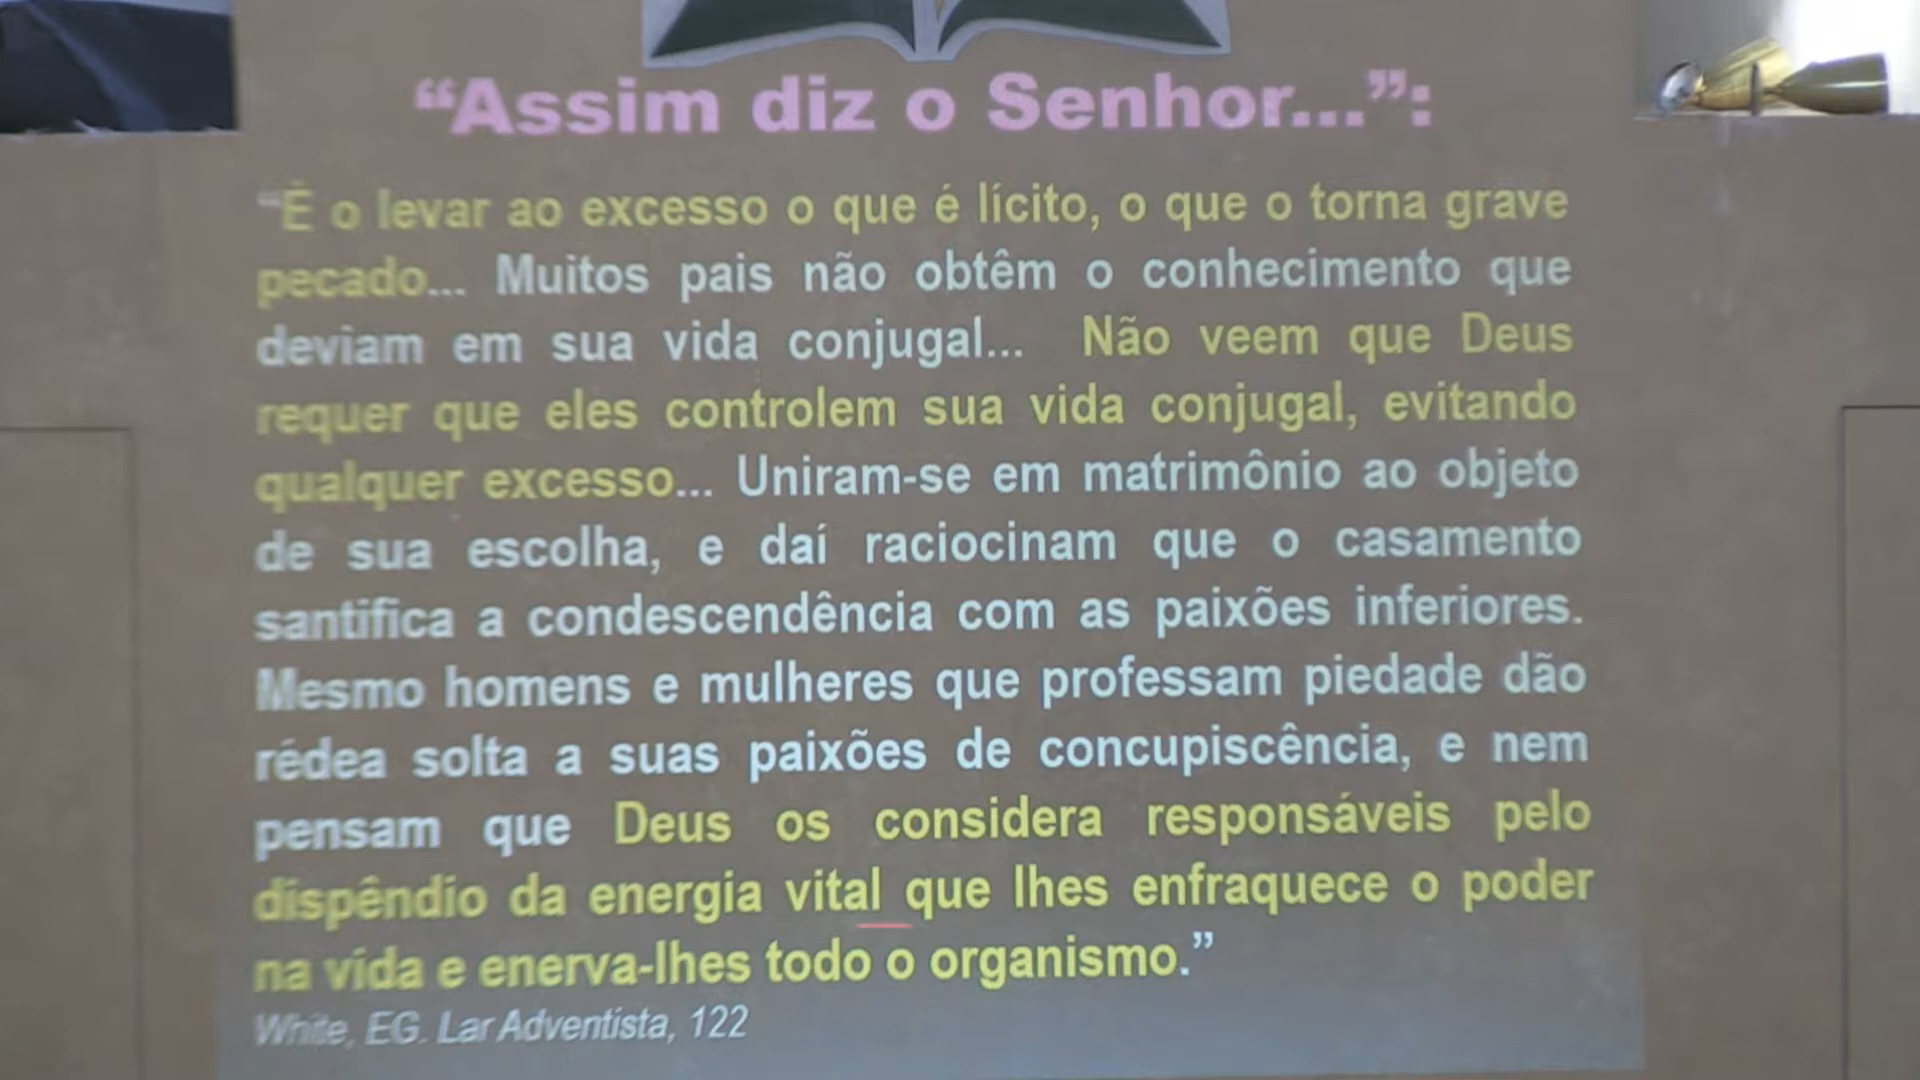 “Assim diz o Senhor...”:
“É o levar ao excesso o que é lícito, o que o torna grave
pecado... Muitos pais não obtêm o conhecimento que
deviam em sua vida conjugal... Não veem que Deus
requer que eles controlem sua vida conjugal, evitando
qualquer excesso... Uniram-se em matrimônio ao objeto
de sua escolha, e daí raciocinam que o casamento
santifica a condescendência com as paixões inferiores.
Mesmo homens e mulheres que professam piedade dão
rédea solta a suas paixões de concupiscência, e nem
pensam que Deus os considera responsáveis pelo
dispêndio da energia vital que lhes enfraquece o poder
na vida e enerva-lhes todo o organismo.”
White, EG. Lar Adventista, 122